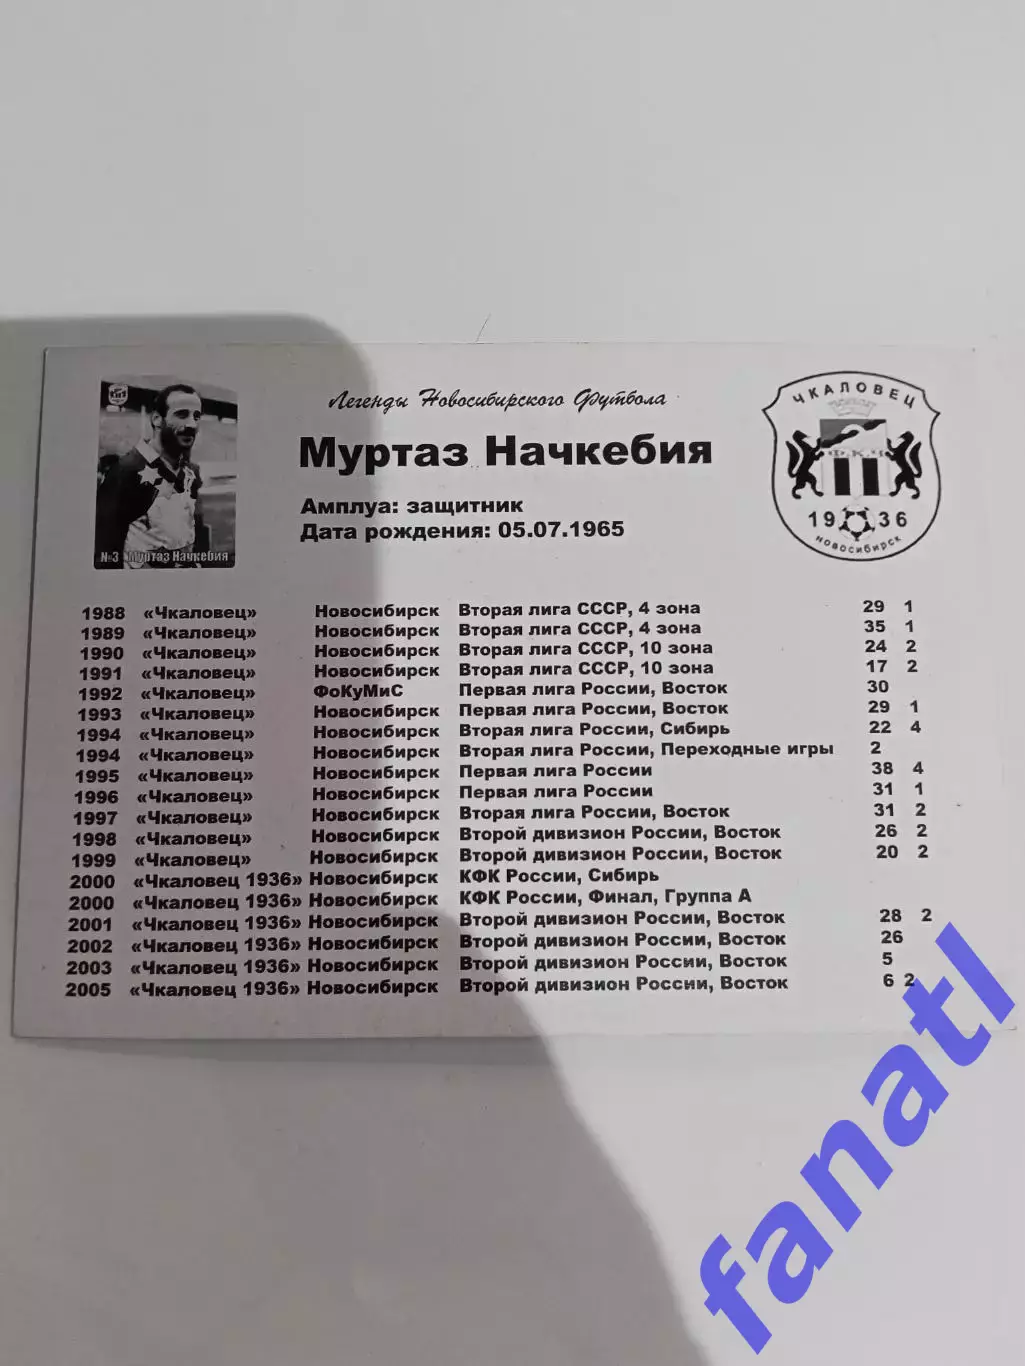 Легенды Новосибирского Футбола
Муртаз Начкебия
Амплуа: защитник
Дата рождения: 05.07.1965
№3 Муртаз Начкебия
ЧКАЛОВЕЦ
1936
НОВОСИБИРСК
1988 «Чкаловец» Новосибирск Вторая лига СССР, 4 зона 29 1
1989 «Чкаловец» Новосибирск Вторая лига СССР, 4 зона 35 1
1990 «Чкаловец» Новосибирск Вторая лига СССР, 10 зона 24 2
1991 «Чкаловец» Новосибирск Вторая лига СССР, 10 зона 17 2
1992 «Чкаловец» ФоКуМиС Первая лига России, Восток 30
1993 «Чкаловец» Новосибирск Первая лига России, Восток 29 1
1994 «Чкаловец» Новосибирск Вторая лига России, Сибирь 22 4
1994 «Чкаловец» Новосибирск Вторая лига России, Переходные игры 2
1995 «Чкаловец» Новосибирск Первая лига России 38 4
1996 «Чкаловец» Новосибирск Первая лига России 31 1
1997 «Чкаловец» Новосибирск Вторая лига России, Восток 31 2
1998 «Чкаловец» Новосибирск Второй дивизион России, Восток 26 2
1999 «Чкаловец» Новосибирск Второй дивизион России, Восток 20 2
2000 «Чкаловец 1936» Новосибирск КФК России, Сибирь
2000 «Чкаловец 1936» Новосибирск КФК России, Финал, Группа А
2001 «Чкаловец 1936» Новосибирск Второй дивизион России, Восток 28 2
2002 «Чкаловец 1936» Новосибирск Второй дивизион России, Восток 26
2003 «Чкаловец 1936» Новосибирск Второй дивизион России, Восток 5
2005 «Чкаловец 1936» Новосибирск Второй дивизион России, Восток 6 2
fanatl